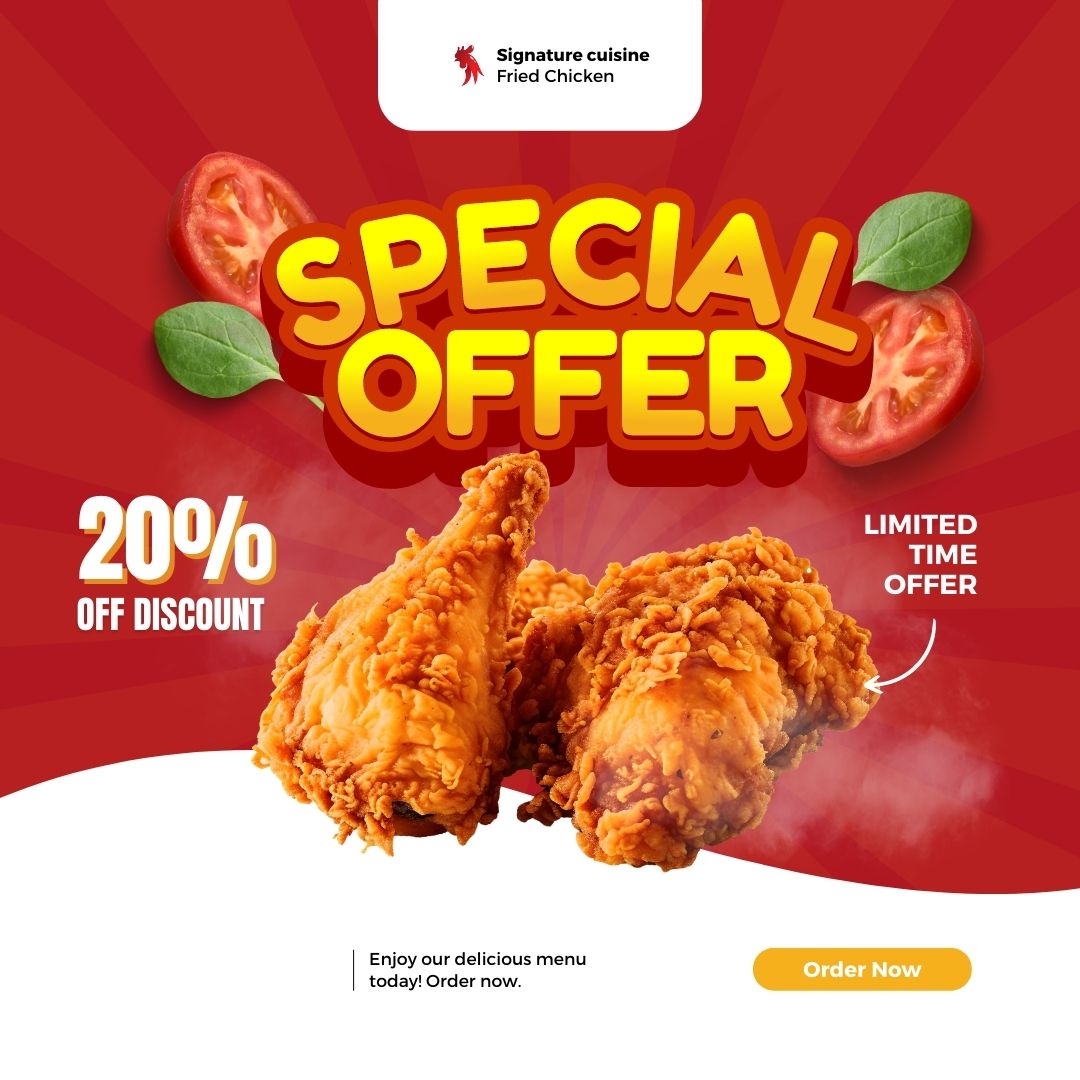 Signature cuisine
Fried Chicken
SPECIAL
OFFER
20%
OFF DISCOUNT
LIMITED
TIME
OFFER
Enjoy our delicious menu
today! Order now.
Order Now